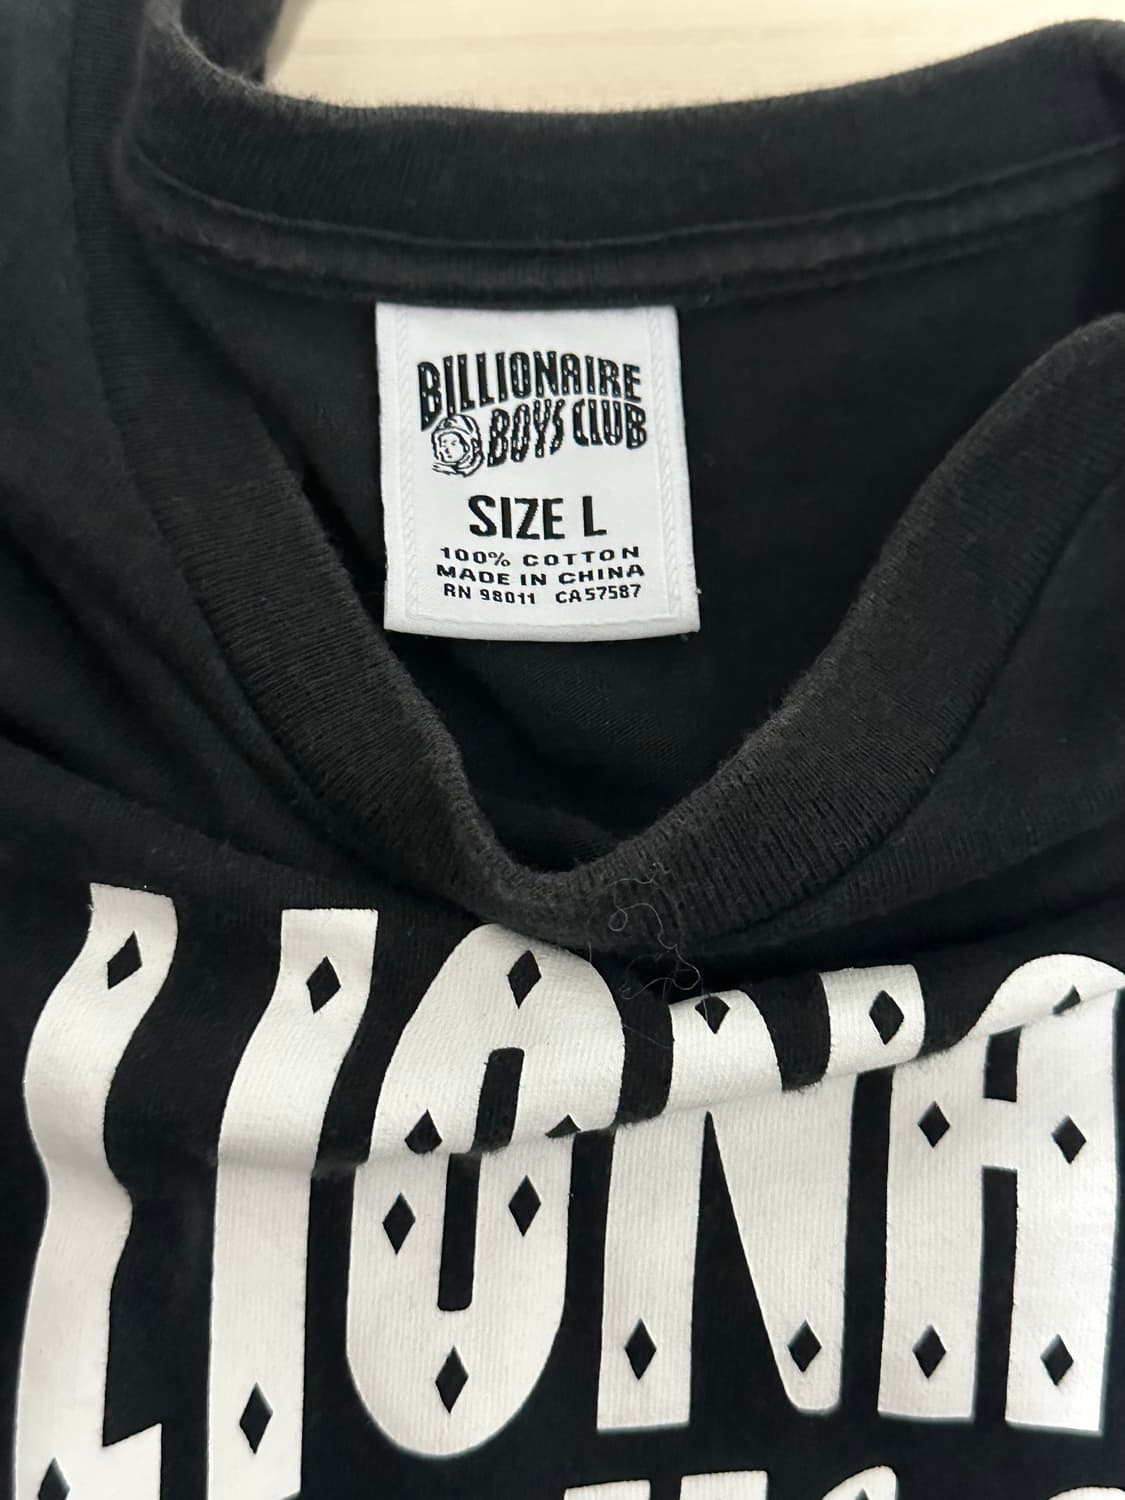 BILLIONAIRE
BOYS CLUB
SIZE L
100% COTTON
MADE IN CHINA
RN 98011 CA57587
LIONA